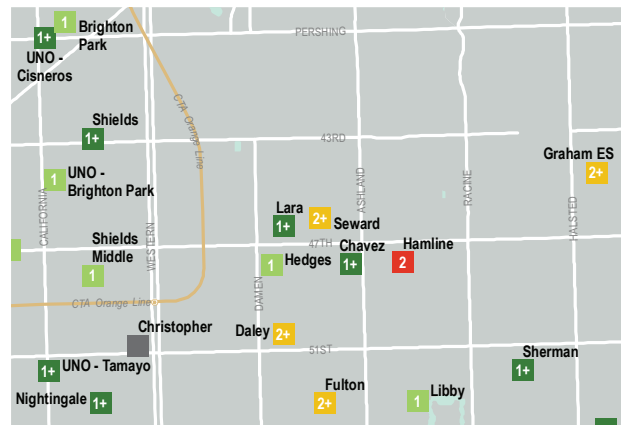 1
Brighton
Park
1+
UNO -
Cisneros
PERSHING
CTA Orange Line
Shields
1+
43RD
Graham ES
2+
1
UNO -
Brighton Park
CALIFORNIA
WESTERN
ASHLAND
RACINE
HALSTED
Lara
1+
2+
Seward
47TH
Shields
Middle
1
1
Hedges
Chavez
1+
Hamline
2
DAMEN
CTA Orange Line
Christopher
Daley
2+
51ST
Sherman
1+
1+
UNO - Tamayo
Nightingale
1+
Fulton
2+
1
Libby